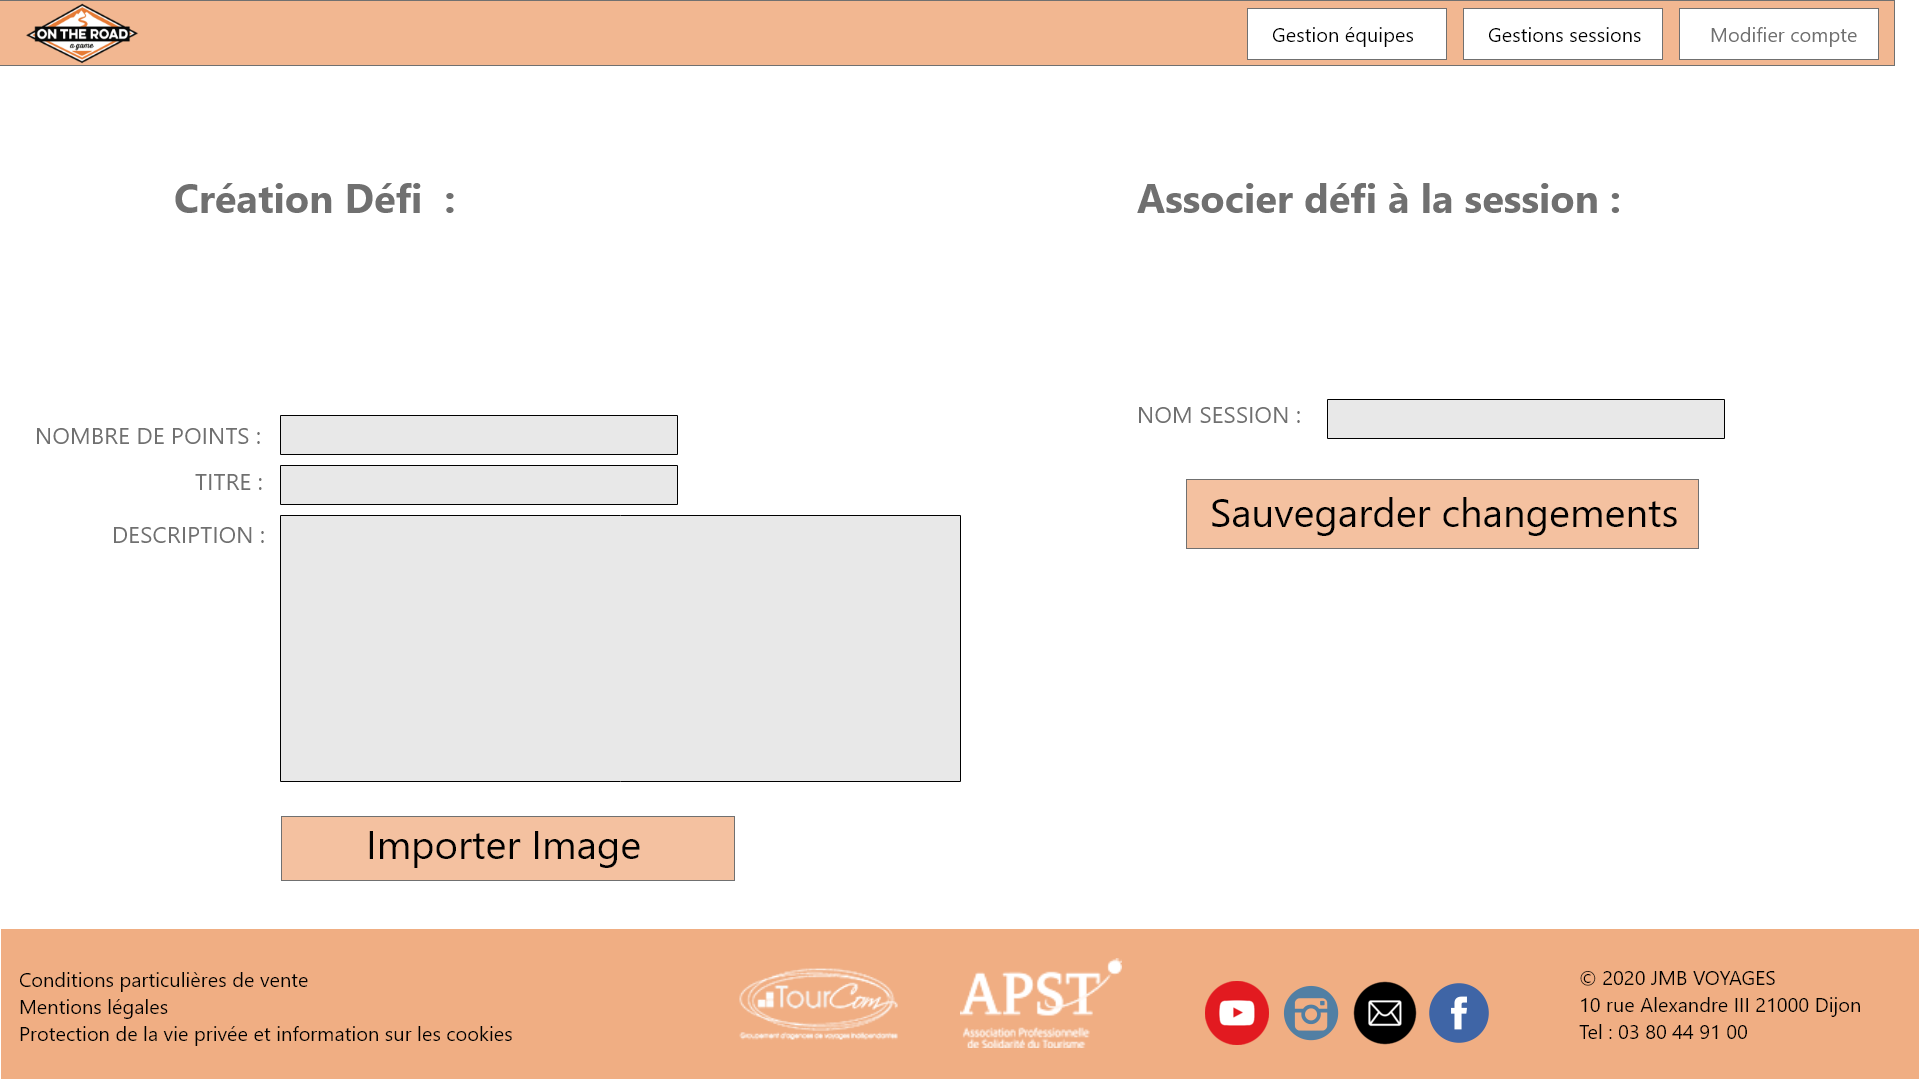 ON THE ROAD
a game
Gestion équipes
Gestions sessions
Modifier compte
Création Défi :
Associer défi à la session :
NOMBRE DE POINTS :
TITRE :
DESCRIPTION :
Importer Image
NOM SESSION :
Sauvegarder changements
Conditions particulières de vente
Mentions légales
Protection de la vie privée et information sur les cookies
TourCom
Groupement d'agences de voyages indépendantes
APST
Association Professionnelle
de Solidarité du Tourisme
© 2020 JMB VOYAGES
10 rue Alexandre III 21000 Dijon
Tel : 03 80 44 91 00